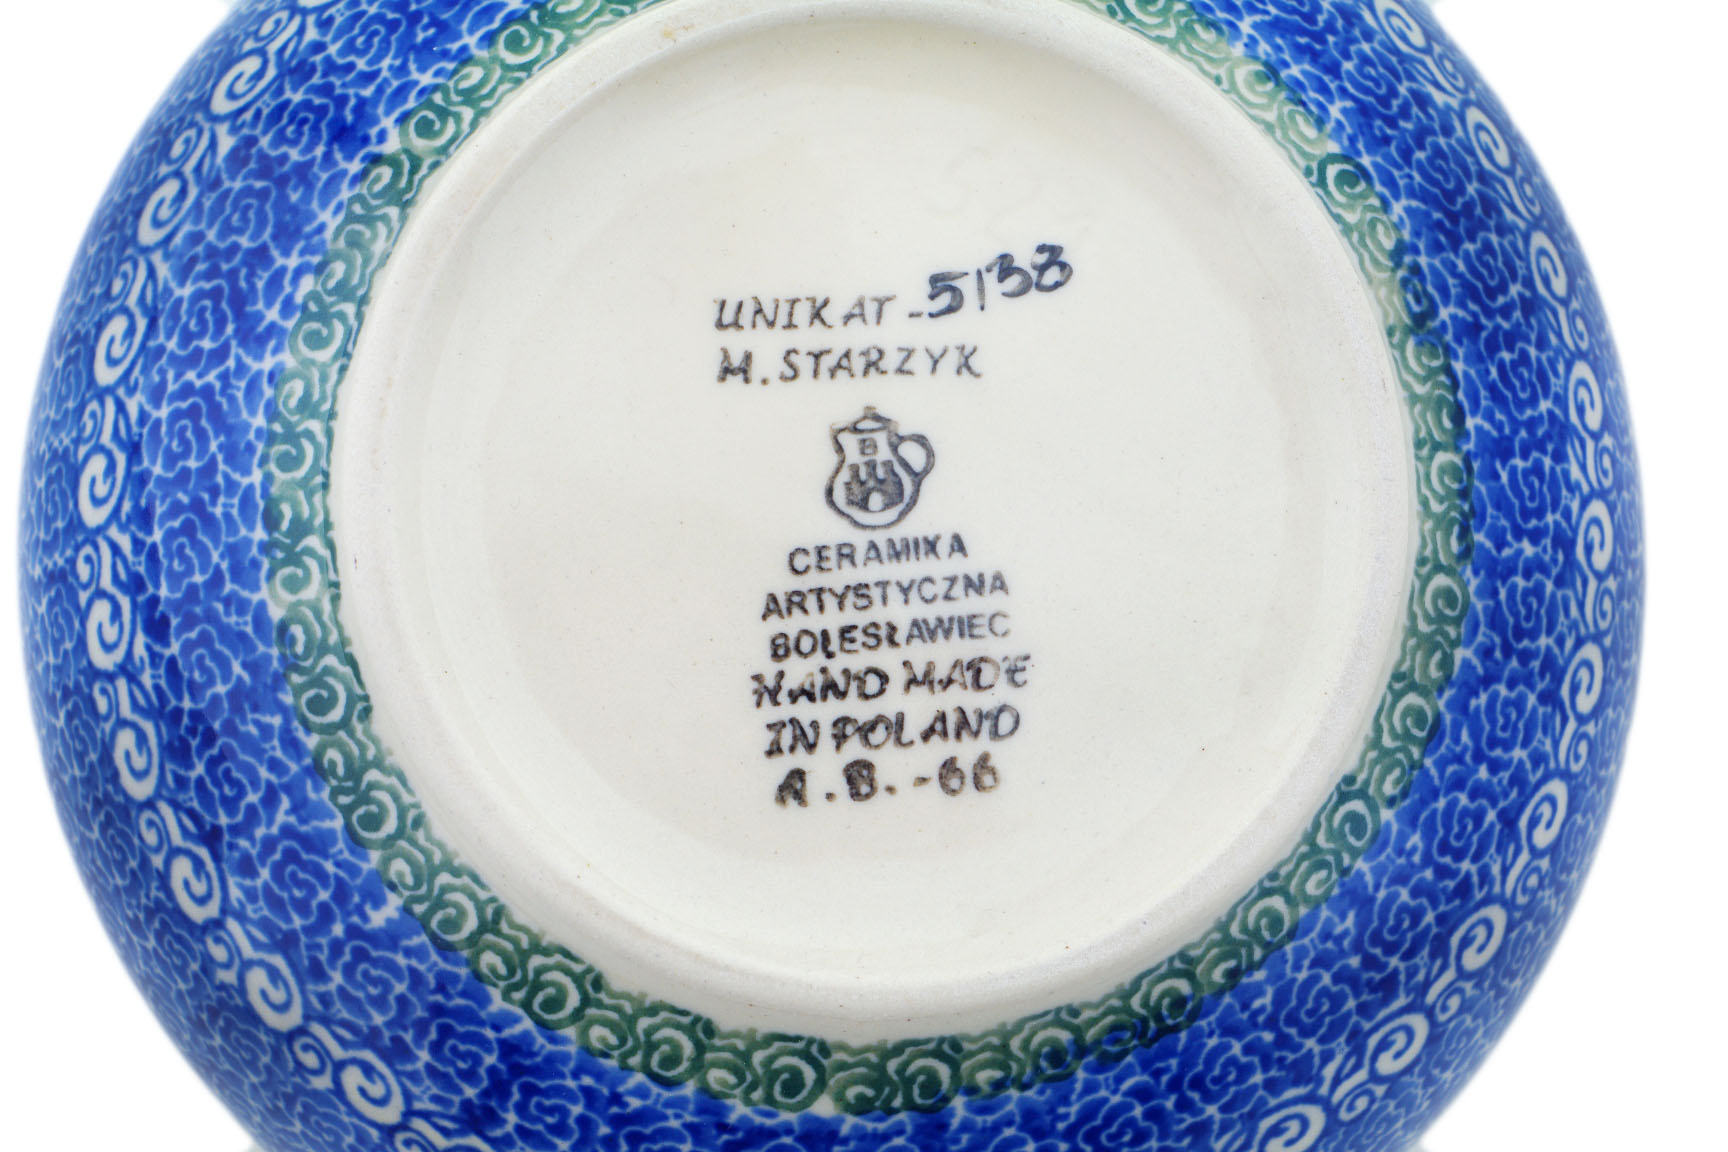 UNIKAT-5138
M. STARZYK
B
CERAMIKA
ARTYSTYCZNA
BOLESŁAWIEC
HAND MADE
IN POLAND
A.B.-66